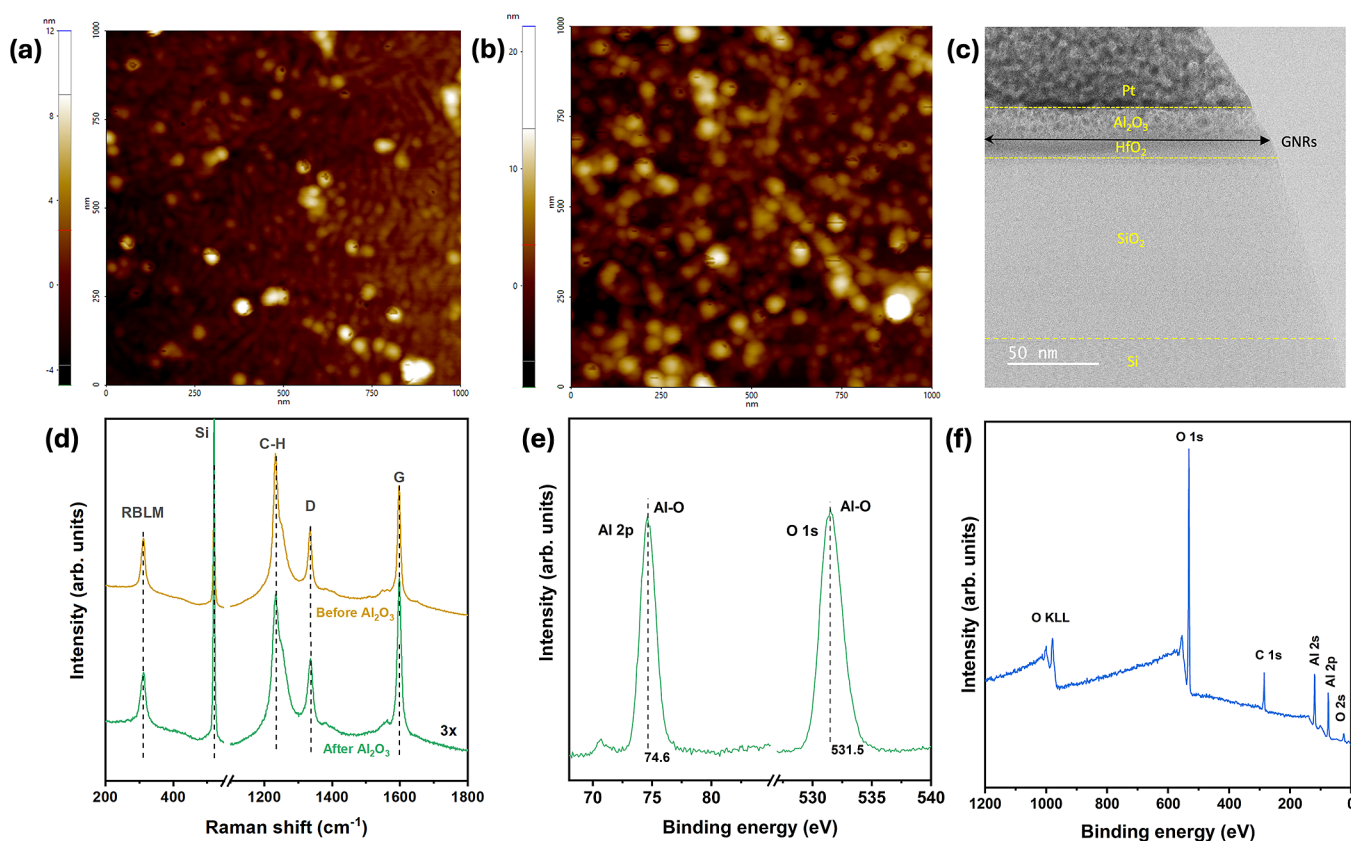 (a)
nm
12
8
4
0
-4
1000
750
500
250
0
nm
0
250
500
750
1000
nm
(b)
nm
20
10
0
1000
750
500
250
0
nm
0
250
500
750
1000
nm
(c)
Pt
Al₂O₃
GNRs
HfO₂
SiO₂
50 nm
Si
(d)
Intensity (arb. units)
RBLM
Si
C-H
D
G
Before Al₂O₃
After Al₂O₃
3x
200 400 1200 1400 1600 1800
Raman shift (cm⁻¹)
(e)
Intensity (arb. units)
Al 2p
Al-O
O 1s
Al-O
74.6
531.5
70 75 80 530 535 540
Binding energy (eV)
(f)
Intensity (arb. units)
O KLL
O 1s
C 1s
Al 2s
Al 2p
O 2s
1200 1000 800 600 400 200 0
Binding energy (eV)